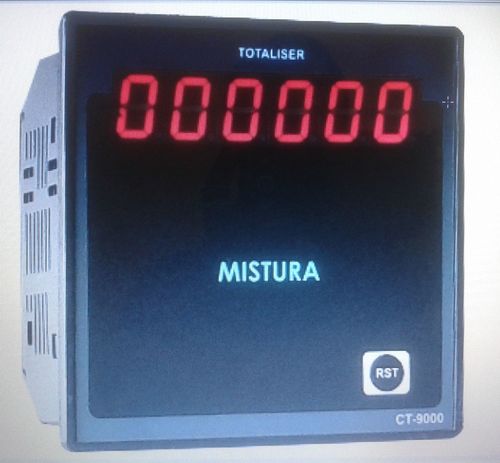 TOTALISER
000000
MISTURA
RST
CT-9000